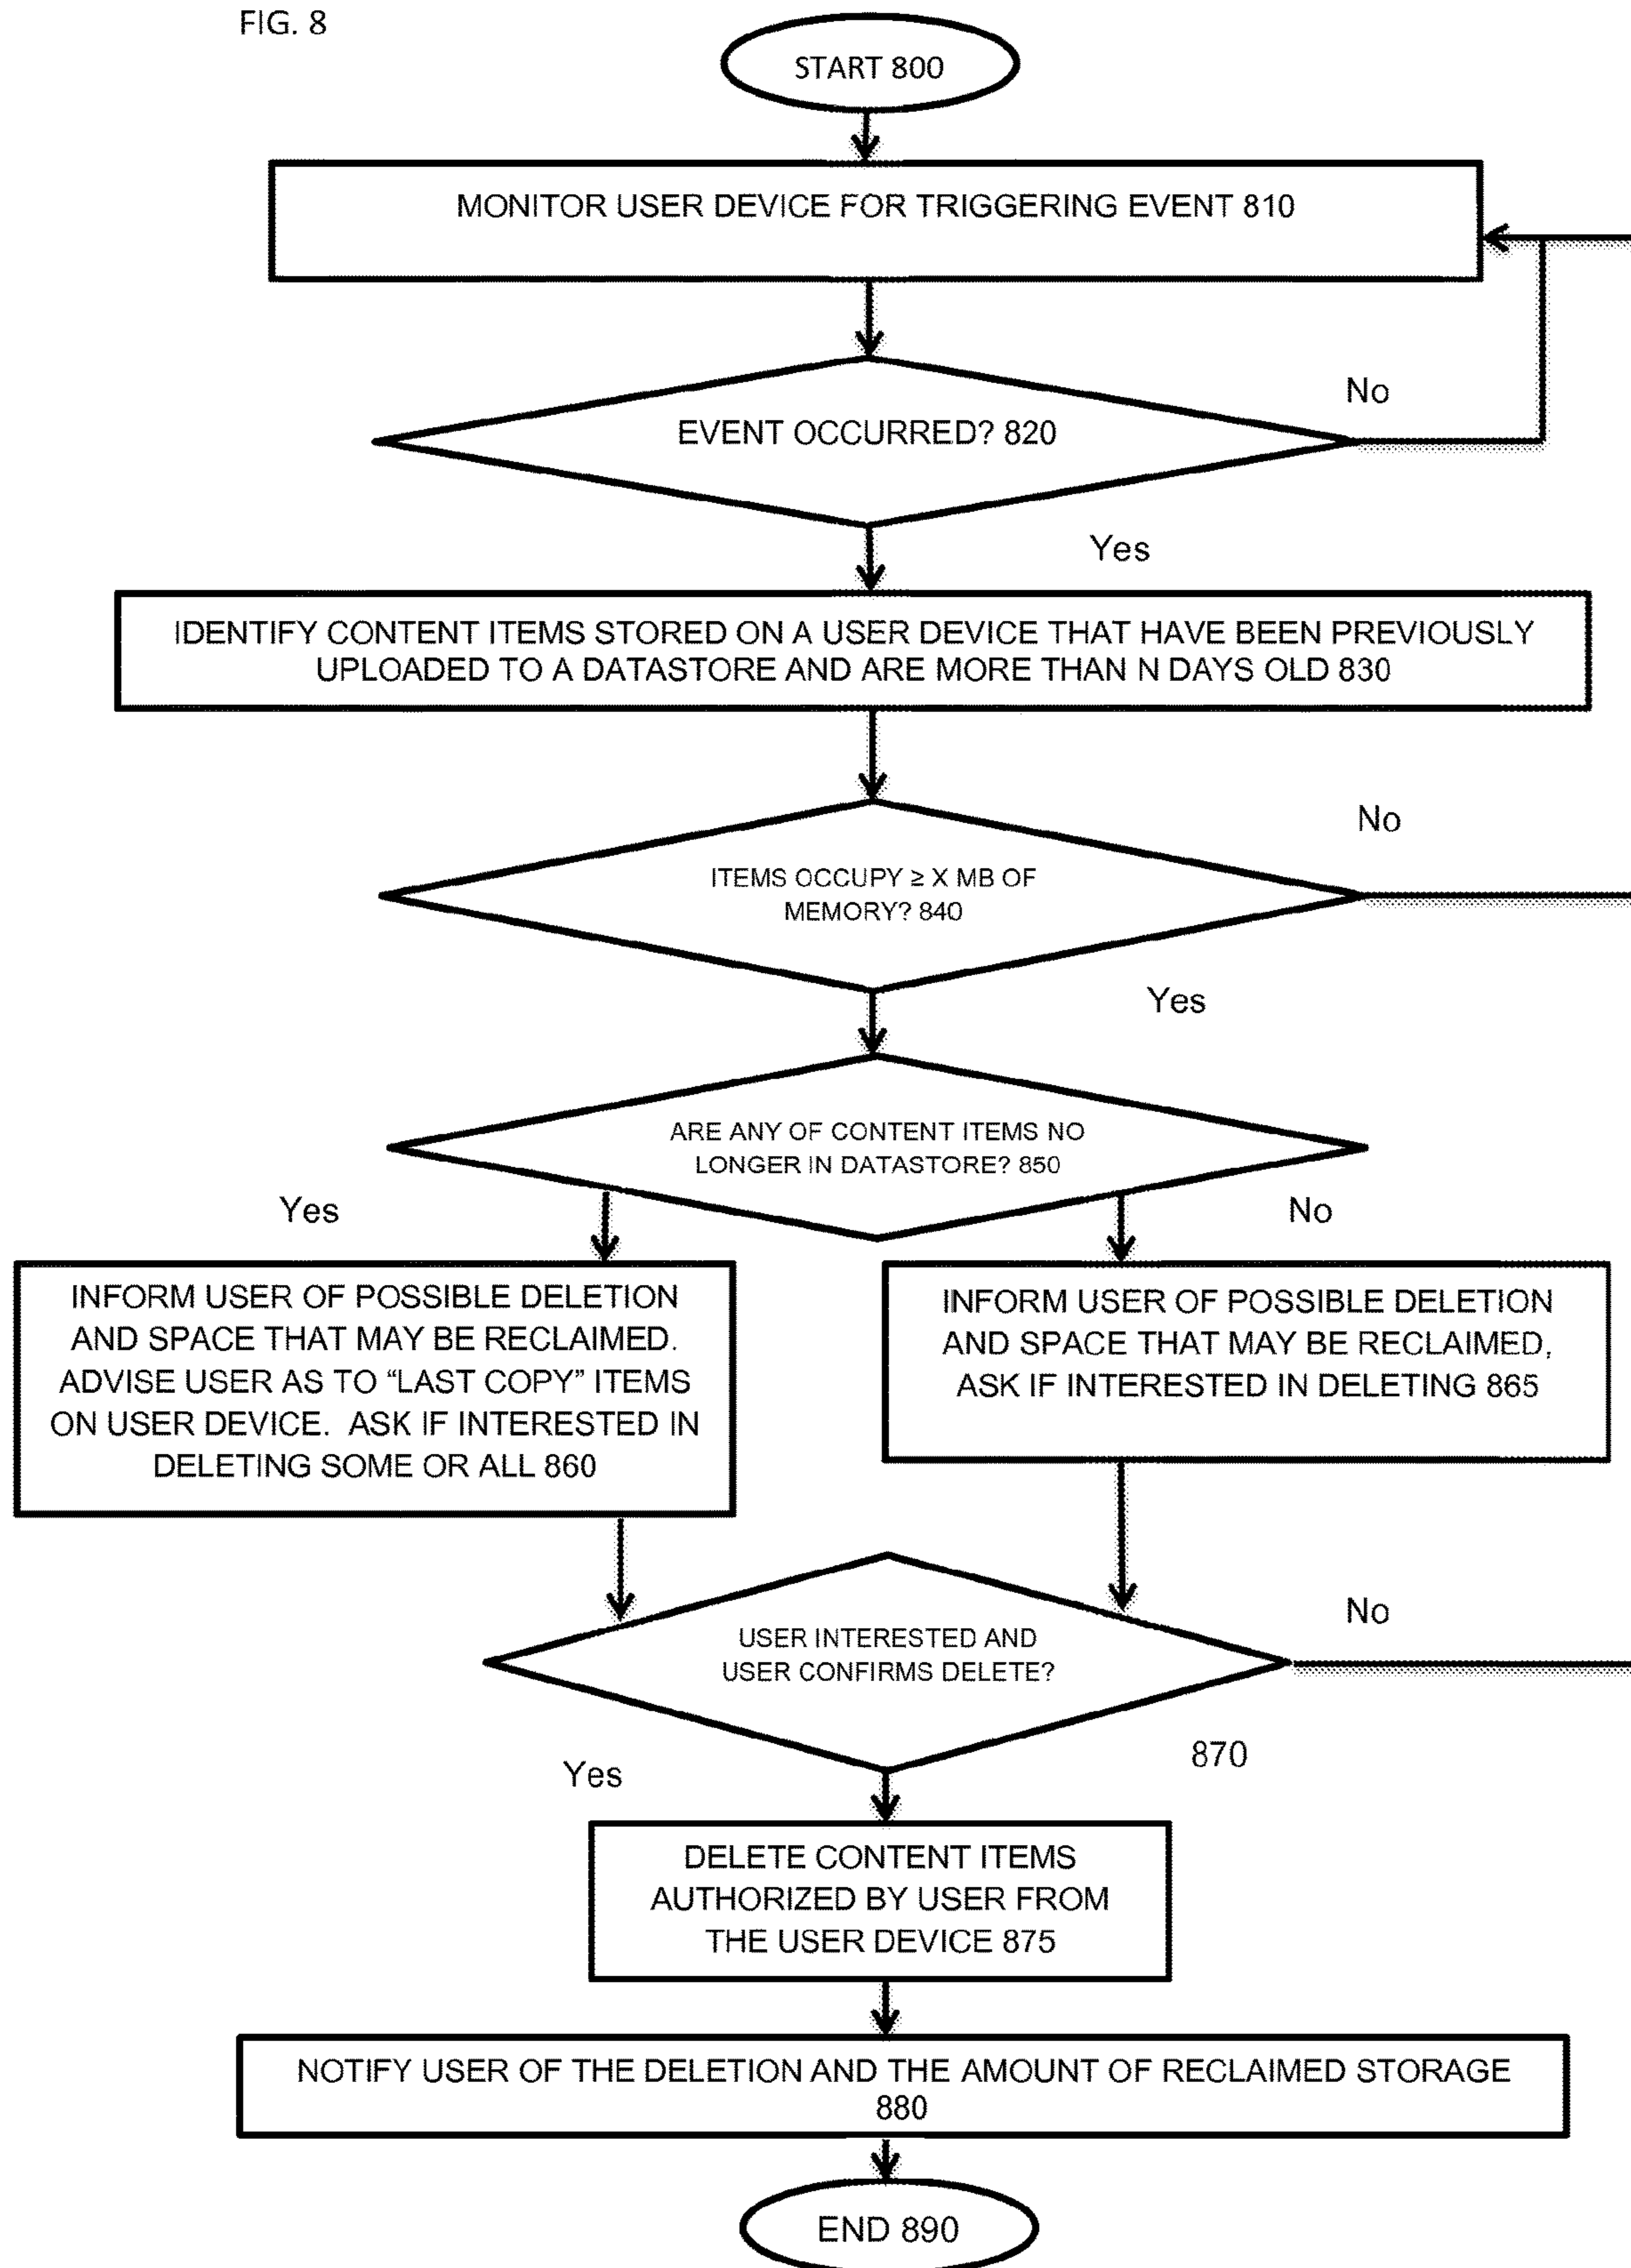 FIG. 8
START 800
MONITOR USER DEVICE FOR TRIGGERING EVENT 810
No
EVENT OCCURRED? 820
Yes
IDENTIFY CONTENT ITEMS STORED ON A USER DEVICE THAT HAVE BEEN PREVIOUSLY
UPLOADED TO A DATASTORE AND ARE MORE THAN N DAYS OLD 830
No
ITEMS OCCUPY ≥ X MB OF
MEMORY? 840
Yes
ARE ANY OF CONTENT ITEMS NO
LONGER IN DATASTORE? 850
Yes
No
INFORM USER OF POSSIBLE DELETION
AND SPACE THAT MAY BE RECLAIMED.
ADVISE USER AS TO “LAST COPY” ITEMS
ON USER DEVICE. ASK IF INTERESTED IN
DELETING SOME OR ALL 860
INFORM USER OF POSSIBLE DELETION
AND SPACE THAT MAY BE RECLAIMED,
ASK IF INTERESTED IN DELETING 865
No
USER INTERESTED AND
USER CONFIRMS DELETE?
870
Yes
DELETE CONTENT ITEMS
AUTHORIZED BY USER FROM
THE USER DEVICE 875
NOTIFY USER OF THE DELETION AND THE AMOUNT OF RECLAIMED STORAGE
880
END 890